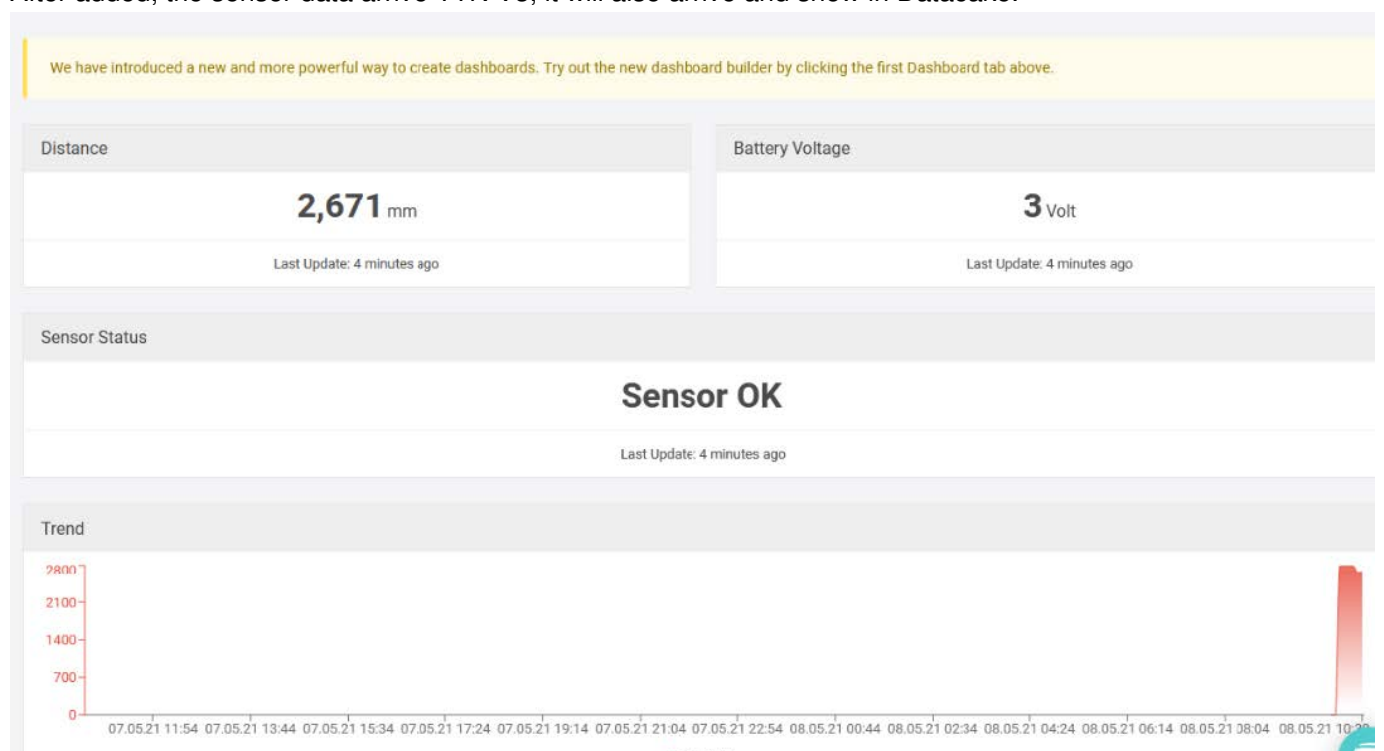 We have introduced a new and more powerful way to create dashboards. Try out the new dashboard builder by clicking the first Dashboard tab above.
Distance
Battery Voltage
2,671 mm
3 Volt
Last Update: 4 minutes ago
Last Update: 4 minutes ago
Sensor Status
Sensor OK
Last Update: 4 minutes ago
Trend
2800
2100
1400
700
0
07.05.21 11:54 07.05.21 13:44 07.05.21 15:34 07.05.21 17:24 07.05.21 19:14 07.05.21 21:04 07.05.21 22:54 08.05.21 00:44 08.05.21 02:34 08.05.21 04:24 08.05.21 06:14 08.05.21 08:04 08.05.21